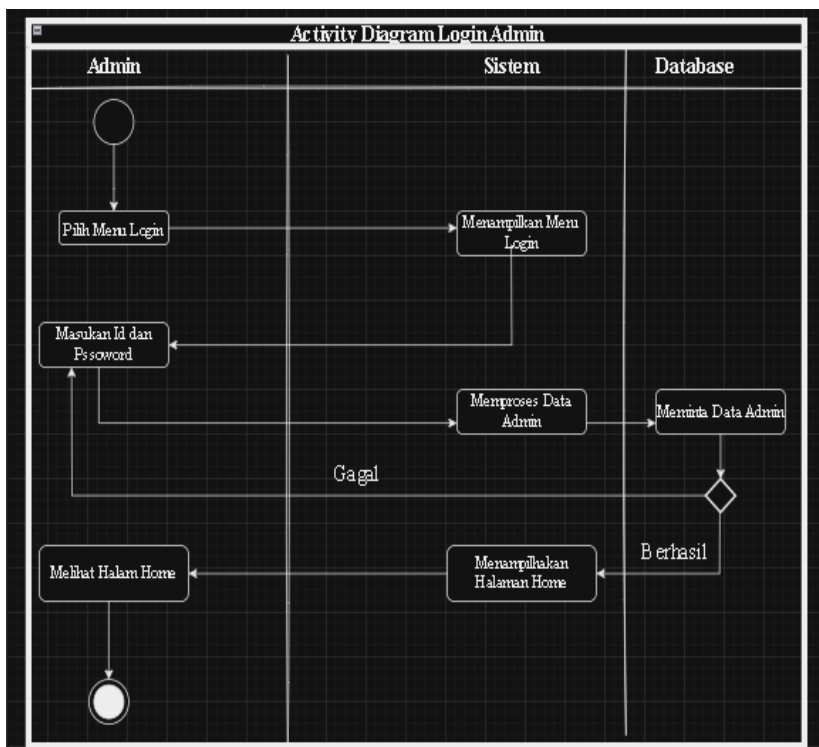 Activity Diagram Login Admin
Admin
Sistem
Database
Pilih Menu Login
Menampilkan Menu
Login
Masukan Id dan
Pssoword
Memproses Data
Admin
Meminta Data Admin
Gagal
Berhasil
Melihat Halam Home
Menampilhakan
Halaman Home